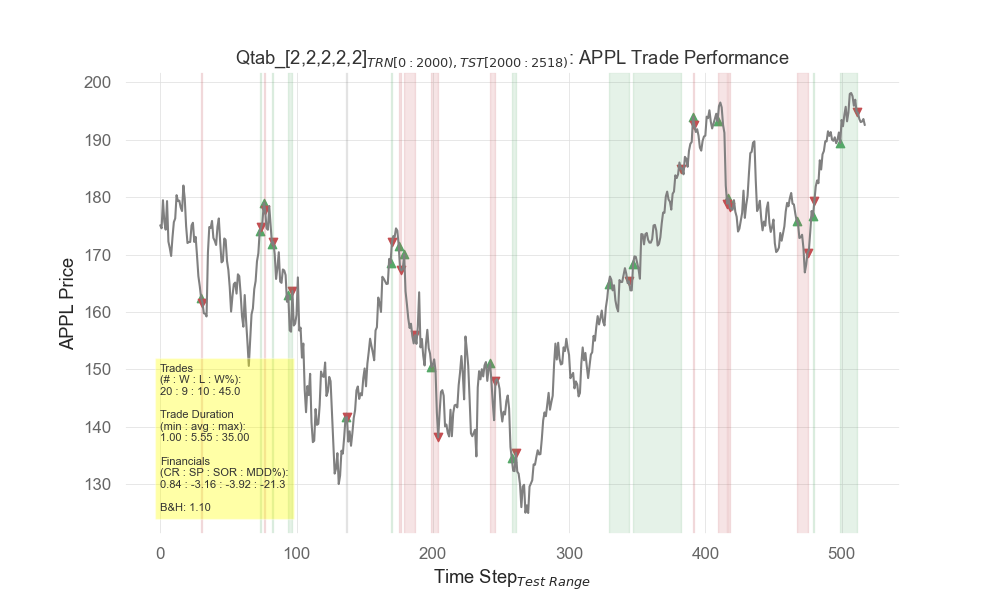 Qtab_[2,2,2,2,2]TRN[0 : 2000), TST[2000 : 2518): APPL Trade Performance
200
190
180
170
160
150
140
130
APPL Price
Trades
(# : W : L : W%):
20 : 9 : 10 : 45.0
Trade Duration
(min : avg : max):
1.00 : 5.55 : 35.00
Financials
(CR : SP : SOR : MDD%):
0.84 : -3.16 : -3.92 : -21.3
B&H: 1.10
0 100 200 300 400 500
Time StepTest Range